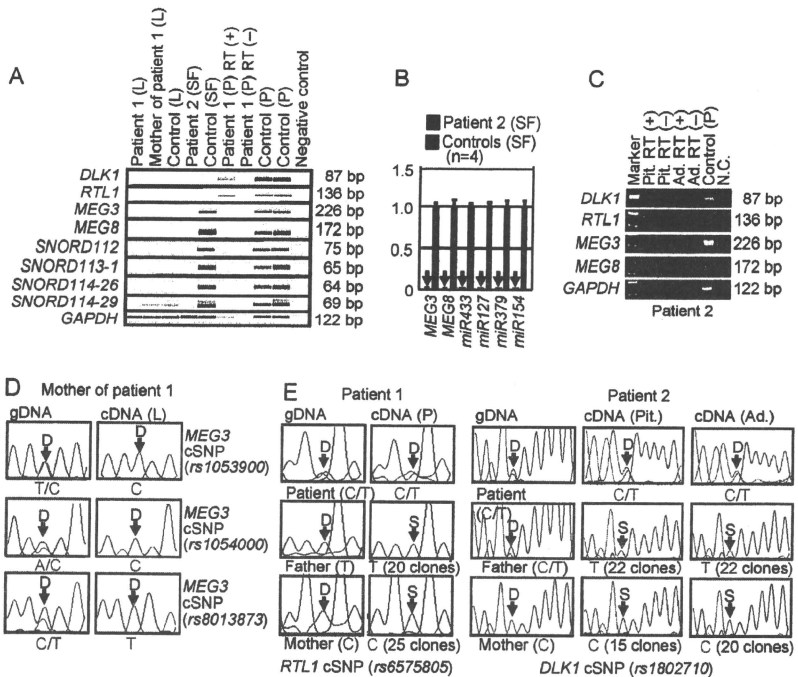 A
Patient 1 (L)
Mother of patient 1 (L)
Control (L)
Patient 2 (SF)
Control (SF)
Patient 1 (P) RT (+)
Patient 1 (P) RT (−)
Control (P)
Control (P)
Negative control
DLK1 87 bp
RTL1 136 bp
MEG3 226 bp
MEG8 172 bp
SNORD112 75 bp
SNORD113-1 65 bp
SNORD114-26 64 bp
SNORD114-29 69 bp
GAPDH 122 bp
B
Patient 2 (SF)
Controls (SF)
(n=4)
1.5
1.0
0.5
0
MEG3
MEG8
miR433
miR127
miR379
miR154
C
Marker
Pit. RT (+)
Pit. RT (−)
Ad. RT (+)
Ad. RT (−)
Control (P)
N.C.
DLK1 87 bp
RTL1 136 bp
MEG3 226 bp
MEG8 172 bp
GAPDH 122 bp
Patient 2
D
Mother of patient 1
gDNA cDNA (L)
D D
MEG3
cSNP
(rs1053900)
T/C C
D D
MEG3
cSNP
(rs1054000)
A/C C
D D
MEG3
cSNP
(rs8013873)
C/T T
E
Patient 1 Patient 2
gDNA cDNA (P) gDNA cDNA (Pit.) cDNA (Ad.)
D D D D D
Patient (C/T) C/T Patient (C/T) C/T C/T
D S D S S
Father (T) T (20 clones) Father (C/T) T (22 clones) T (22 clones)
D S D S S
Mother (C) C (25 clones) Mother (C) C (15 clones) C (20 clones)
RTL1 cSNP (rs6575805) DLK1 cSNP (rs1802710)